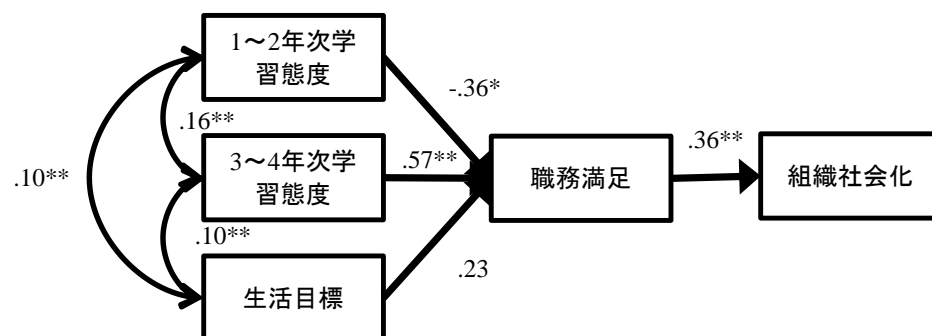 1～2年次学
習態度
-.36*
.16**
.36**
3～4年次学
習態度
.57**
職務満足
組織社会化
.10**
.10**
生活目標
.23